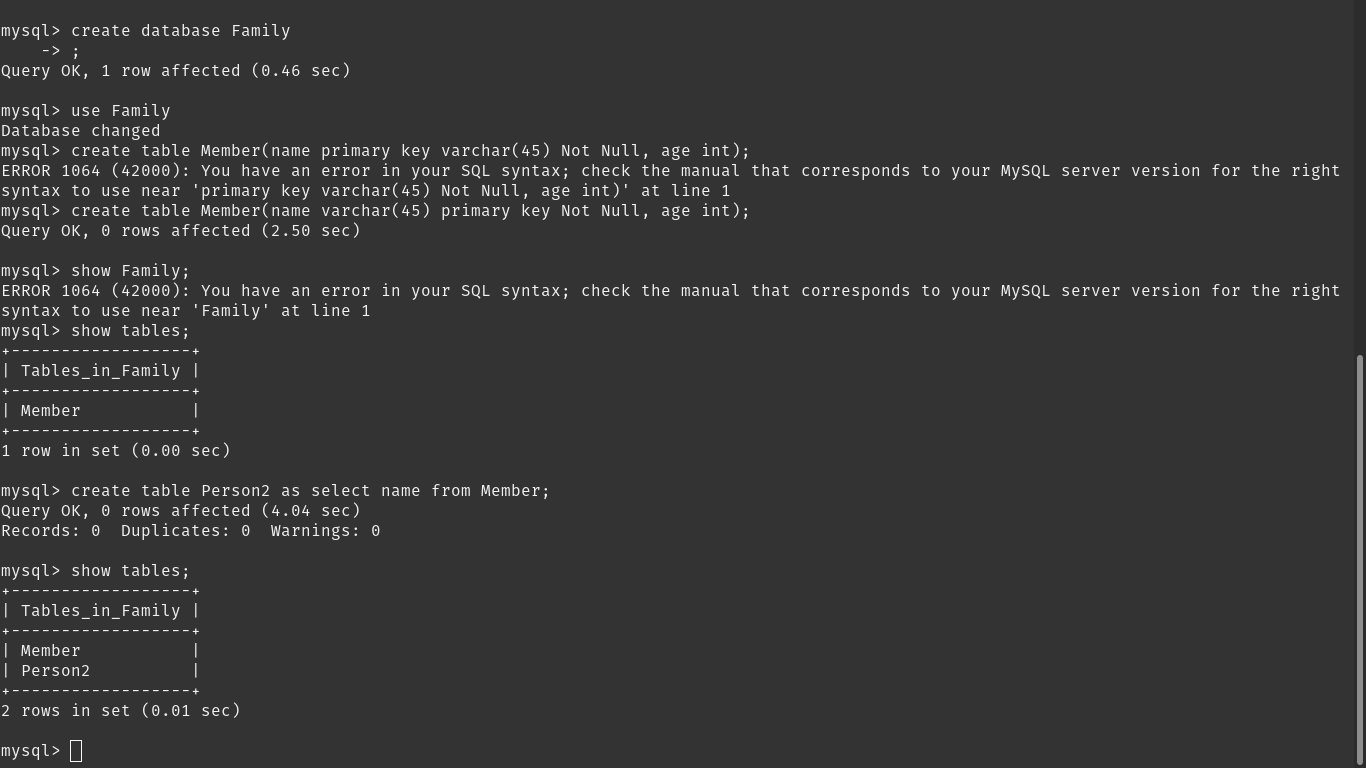 mysql> create database Family
    -> ;
Query OK, 1 row affected (0.46 sec)

mysql> use Family
Database changed
mysql> create table Member(name primary key varchar(45) Not Null, age int);
ERROR 1064 (42000): You have an error in your SQL syntax; check the manual that corresponds to your MySQL server version for the right
syntax to use near 'primary key varchar(45) Not Null, age int)' at line 1
mysql> create table Member(name varchar(45) primary key Not Null, age int);
Query OK, 0 rows affected (2.50 sec)

mysql> show Family;
ERROR 1064 (42000): You have an error in your SQL syntax; check the manual that corresponds to your MySQL server version for the right
syntax to use near 'Family' at line 1
mysql> show tables;
+------------------+
| Tables_in_Family |
+------------------+
| Member           |
+------------------+
1 row in set (0.00 sec)

mysql> create table Person2 as select name from Member;
Query OK, 0 rows affected (4.04 sec)
Records: 0  Duplicates: 0  Warnings: 0

mysql> show tables;
+------------------+
| Tables_in_Family |
+------------------+
| Member           |
| Person2          |
+------------------+
2 rows in set (0.01 sec)

mysql>